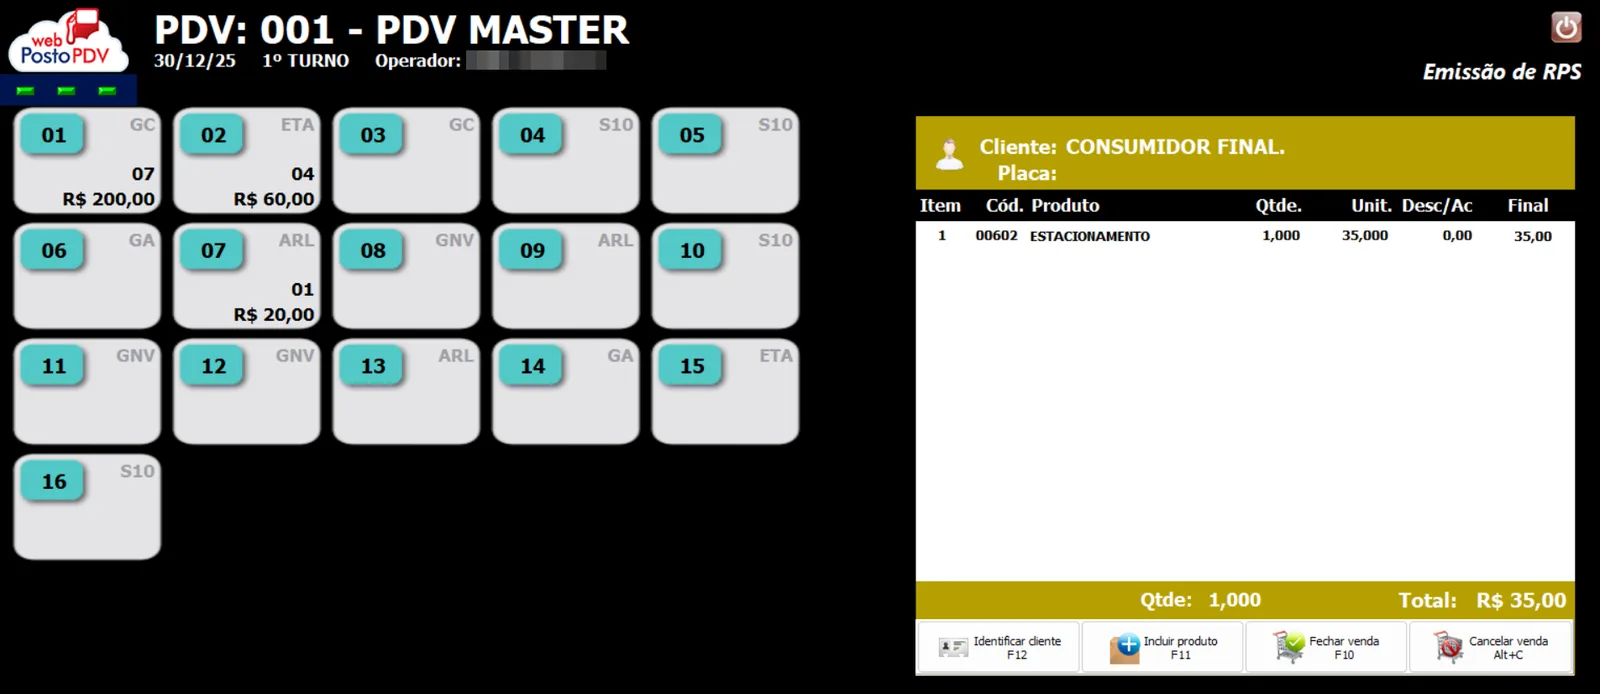 web
PostoPDV
PDV: 001 - PDV MASTER
30/12/25 1º TURNO Operador:
Emissão de RPS
01 GC
07
R$ 200,00
02 ETA
04
R$ 60,00
03 GC
04 S10
05 S10
06 GA
07 ARL
01
R$ 20,00
08 GNV
09 ARL
10 S10
11 GNV
12 GNV
13 ARL
14 GA
15 ETA
16 S10
Cliente: CONSUMIDOR FINAL.
Placa:
Item Cód. Produto Qtde. Unit. Desc/Ac Final
1 00602 ESTACIONAMENTO 1,000 35,000 0,00 35,00
Qtde: 1,000 Total: R$ 35,00
Identificar cliente
F12
Incluir produto
F11
Fechar venda
F10
Cancelar venda
Alt+C